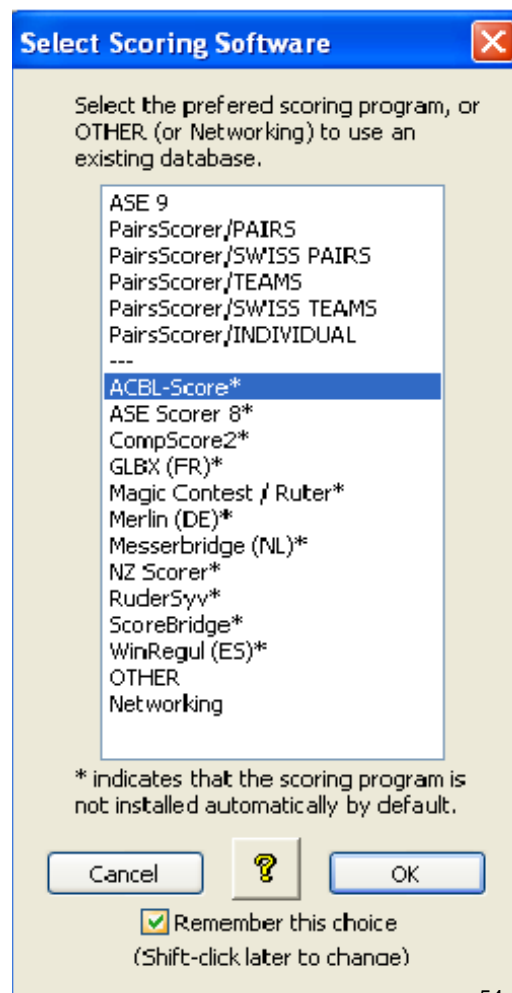 Select Scoring Software
Select the prefered scoring program, or
OTHER (or Networking) to use an
existing database.
ASE 9
PairsScorer/PAIRS
PairsScorer/SWISS PAIRS
PairsScorer/TEAMS
PairsScorer/SWISS TEAMS
PairsScorer/INDIVIDUAL
---
ACBL-Score*
ASE Scorer 8*
CompScore2*
GLBX (FR)*
Magic Contest / Ruter*
Merlin (DE)*
Messerbridge (NL)*
NZ Scorer*
RuderSyv*
ScoreBridge*
WinRegul (ES)*
OTHER
Networking
* indicates that the scoring program is
not installed automatically by default.
Cancel ? OK
Remember this choice
(Shift-click later to change)
54